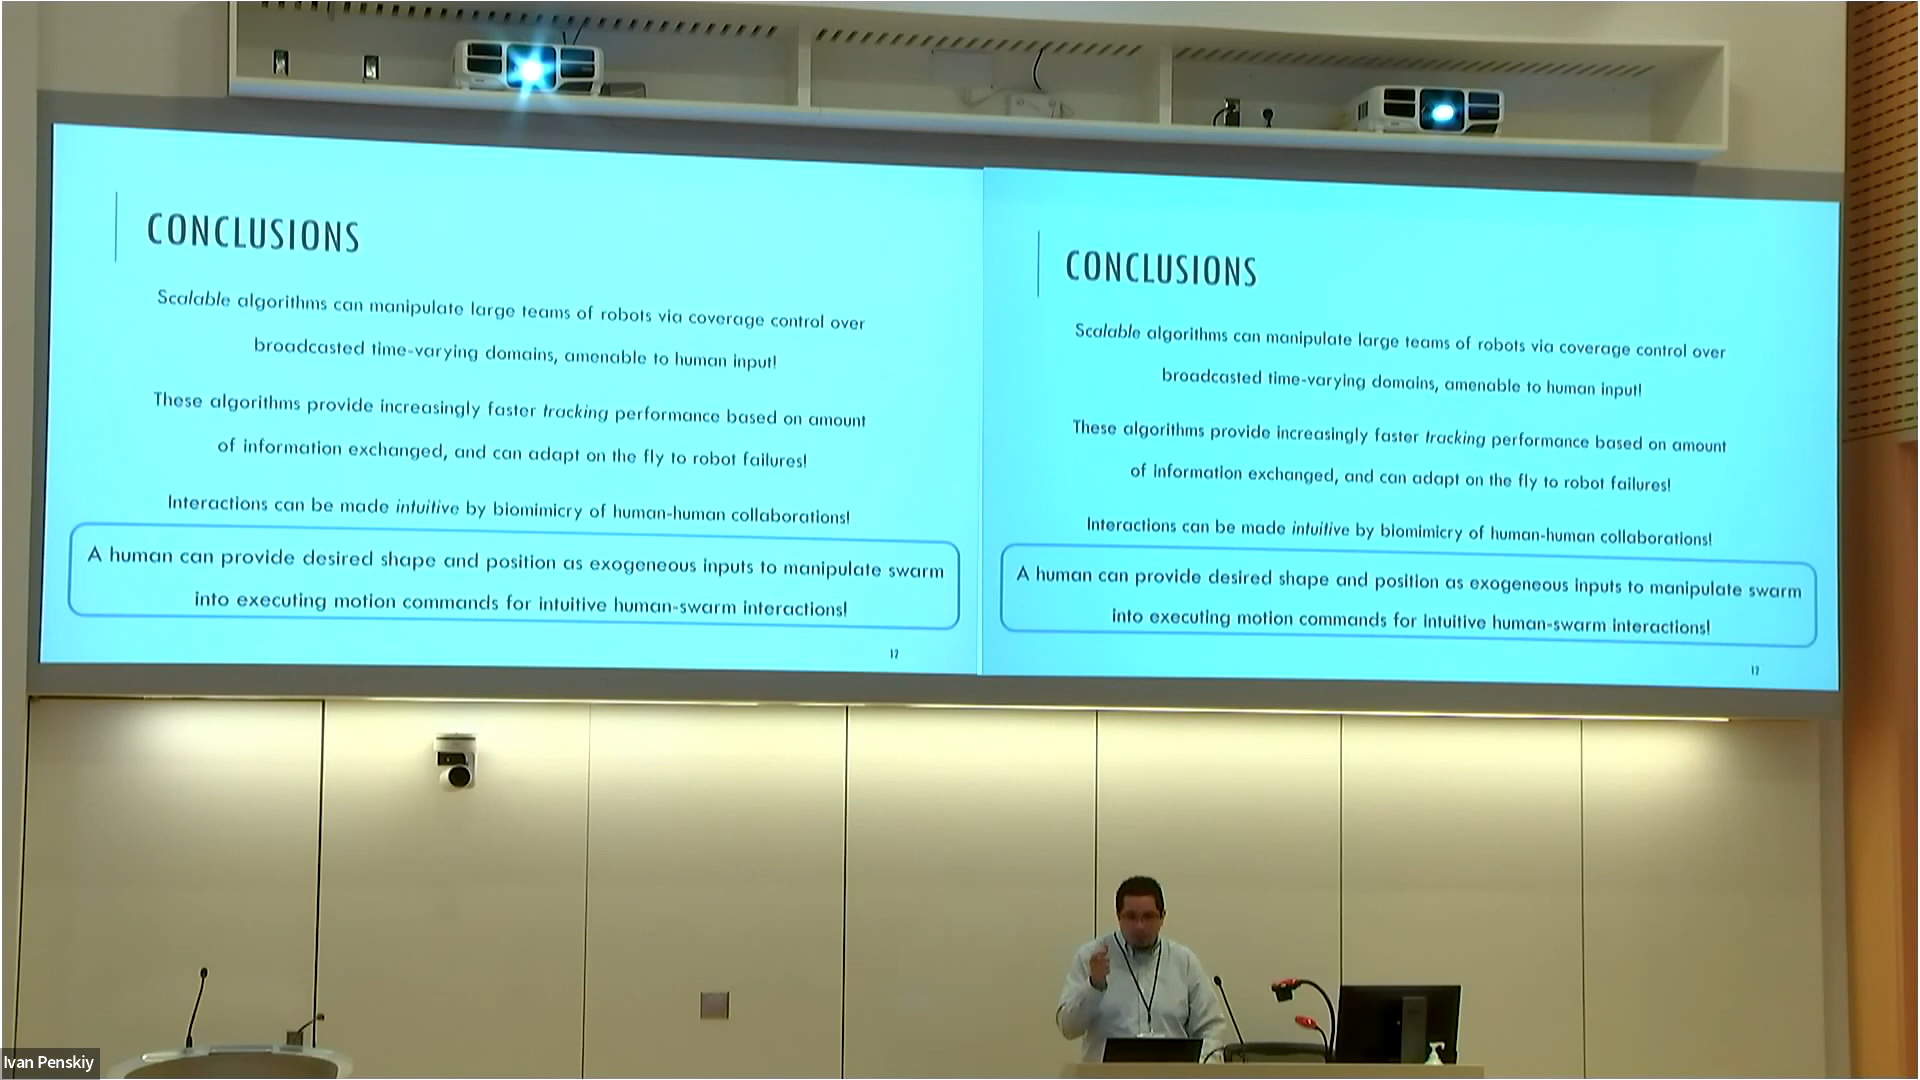 CONCLUSIONS
Scalable algorithms can manipulate large teams of robots via coverage control over
broadcasted time-varying domains, amenable to human input!
These algorithms provide increasingly faster tracking performance based on amount
of information exchanged, and can adapt on the fly to robot failures!
Interactions can be made intuitive by biomimicry of human-human collaborations!
A human can provide desired shape and position as exogeneous inputs to manipulate swarm
into executing motion commands for intuitive human-swarm interactions!
12
CONCLUSIONS
Scalable algorithms can manipulate large teams of robots via coverage control over
broadcasted time-varying domains, amenable to human input!
These algorithms provide increasingly faster tracking performance based on amount
of information exchanged, and can adapt on the fly to robot failures!
Interactions can be made intuitive by biomimicry of human-human collaborations!
A human can provide desired shape and position as exogeneous inputs to manipulate swarm
into executing motion commands for intuitive human-swarm interactions!
12
Ivan Penskiy